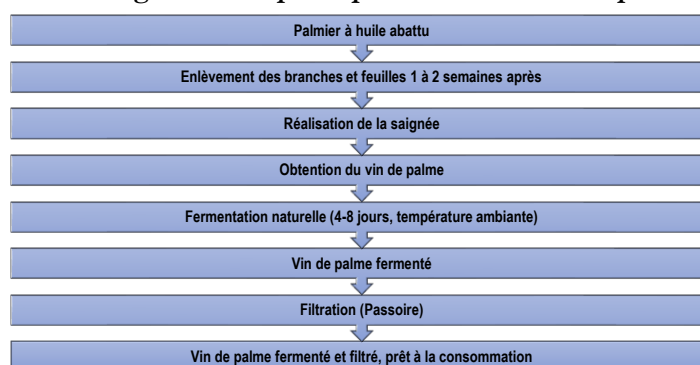 Palmier à huile abattu
Enlèvement des branches et feuilles 1 à 2 semaines après
Réalisation de la saignée
Obtention du vin de palme
Fermentation naturelle (4-8 jours, température ambiante)
Vin de palme fermenté
Filtration (Passoire)
Vin de palme fermenté et filtré, prêt à la consommation